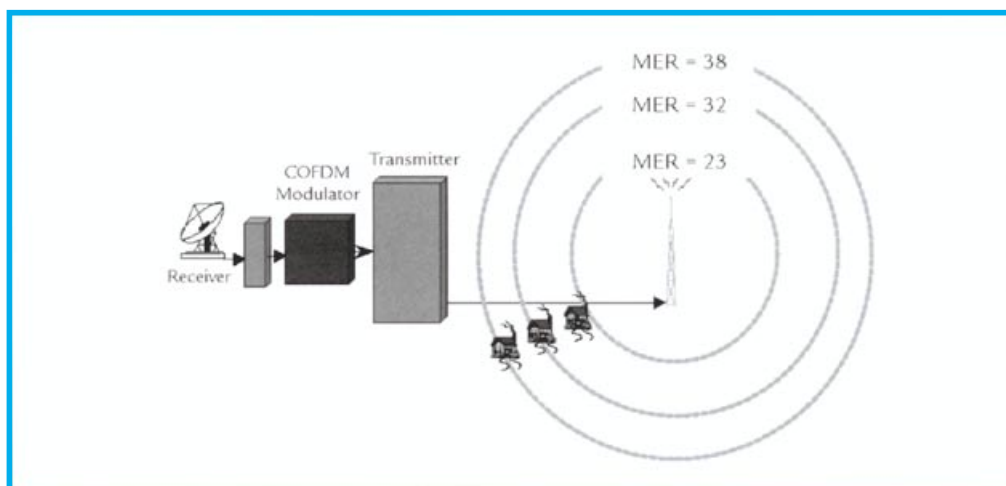 MER = 38
MER = 32
MER = 23
Transmitter
COFDM
Modulator
Receiver